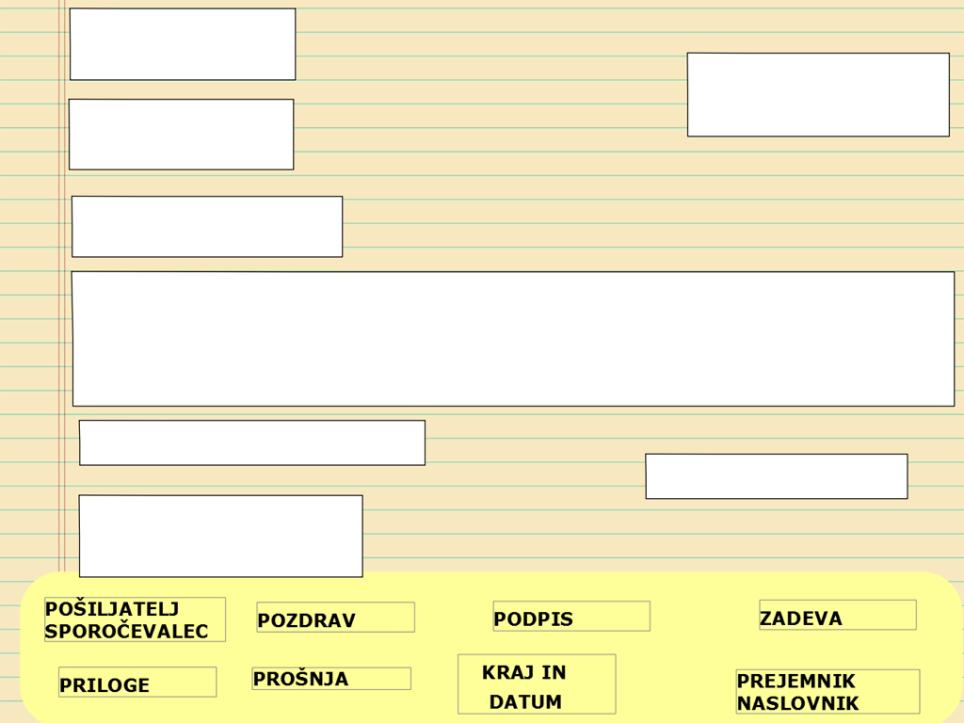 POŠILJATELJ
SPOROČEVALEC
POZDRAV
PODPIS
ZADEVA
PRILOGE
PROŠNJA
KRAJ IN
DATUM
PREJEMNIK
NASLOVNIK